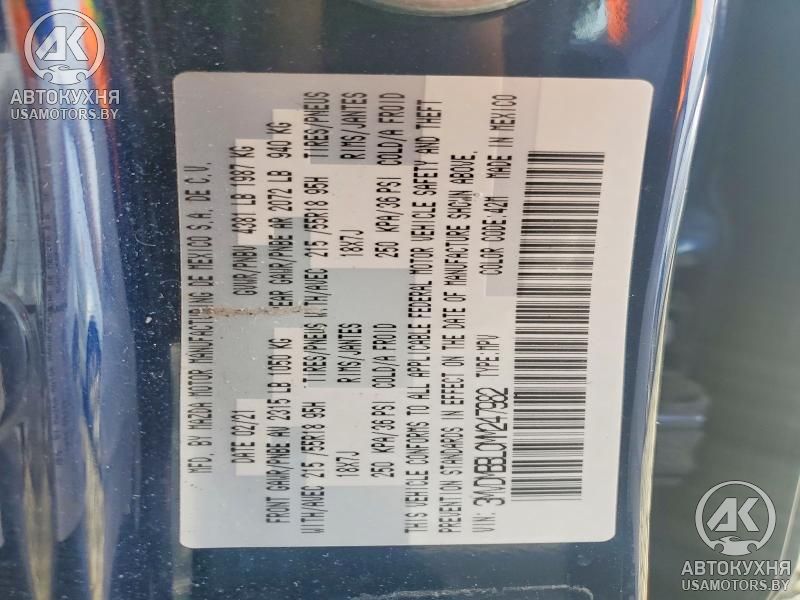 AK
АВТОКУХНЯ
USAMOTORS.BY
MFD. BY MAZDA MOTOR MANUFACTURING DE MEXICO S.A. DE C.V.
DATE 02/21 GVWR/PNBV 4381 LB 1987 KG
FRONT GAWR/PNBE AV 2315 LB 1050 KG REAR GAWR/PNBE AR 2072 LB 940 KG
WITH/AVEC 215/55R18 95H TIRES/PNEUS WITH/AVEC 215/55R18 95H TIRES/PNEUS
18X7J RIMS/JANTES 18X7J RIMS/JANTES
250 KPA/36 PSI COLD/A FROID 250 KPA/36 PSI COLD/A FROID
THIS VEHICLE CONFORMS TO ALL APPLICABLE FEDERAL MOTOR VEHICLE SAFETY AND THEFT
PREVENTION STANDARDS IN EFFECT ON THE DATE OF MANUFACTURE SHOWN ABOVE.
VIN: TYPE:MPV COLOR CODE:42M MADE IN MEXICO
AK
АВТОКУХНЯ
USAMOTORS.BY